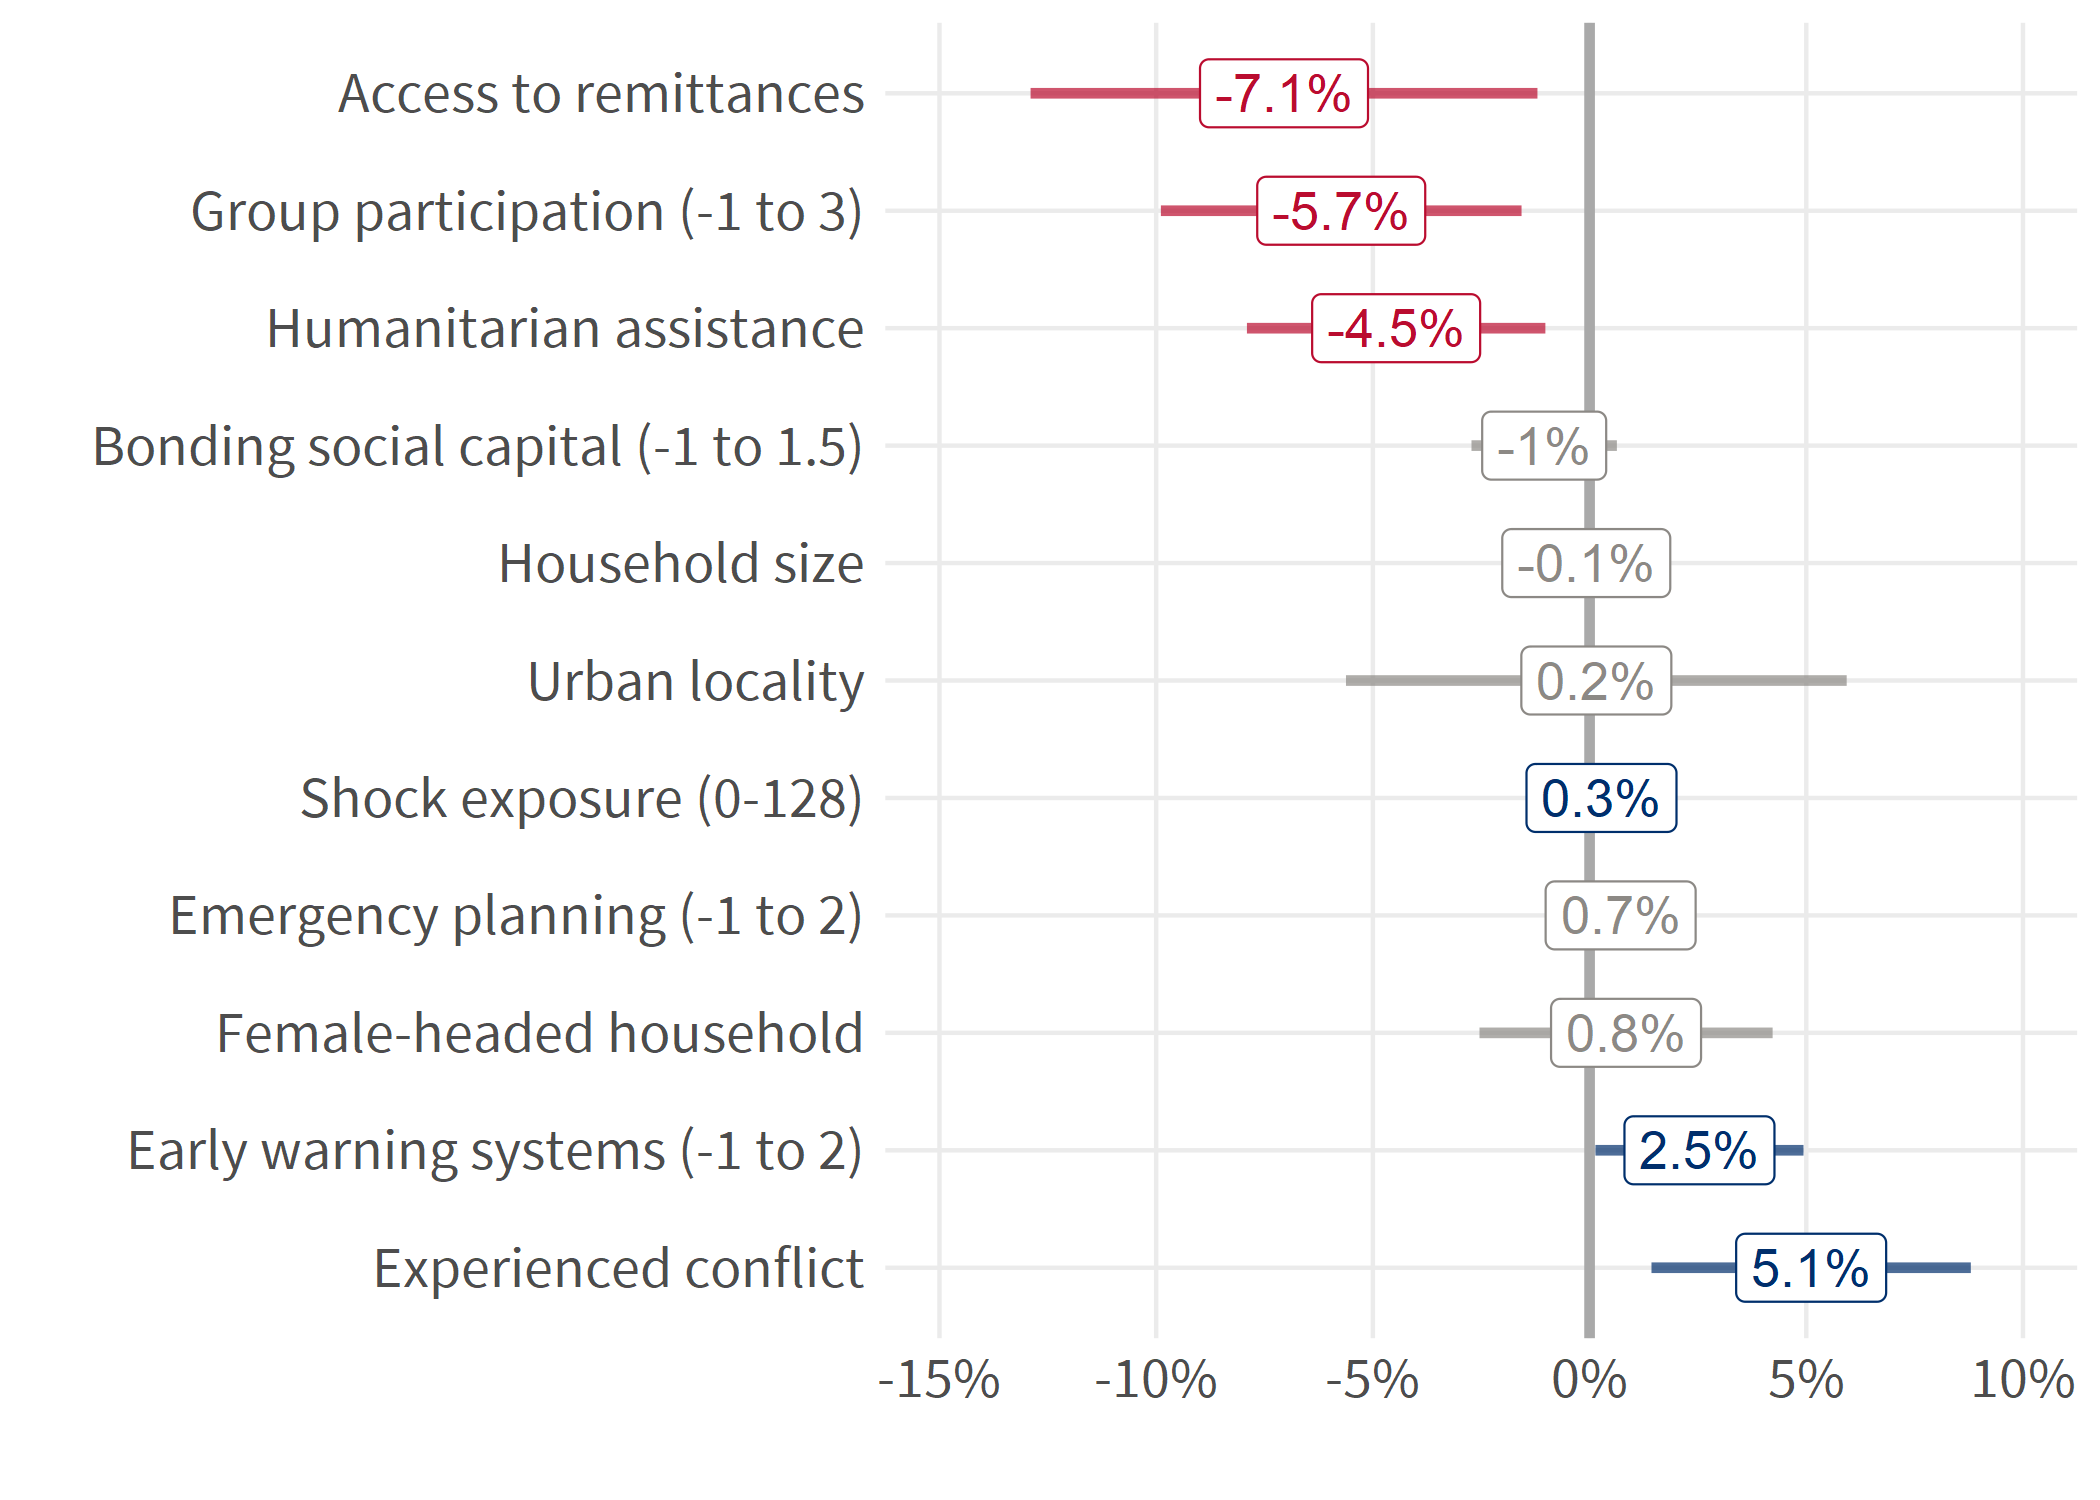 Access to remittances -7.1%
Group participation (-1 to 3) -5.7%
Humanitarian assistance -4.5%
Bonding social capital (-1 to 1.5) -1%
Household size -0.1%
Urban locality 0.2%
Shock exposure (0-128) 0.3%
Emergency planning (-1 to 2) 0.7%
Female-headed household 0.8%
Early warning systems (-1 to 2) 2.5%
Experienced conflict 5.1%
-15% -10% -5% 0% 5% 10%